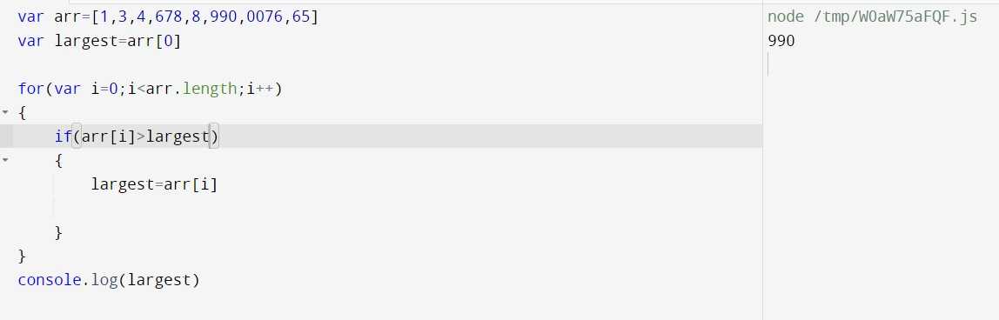 var arr=[1,3,4,678,8,990,0076,65]
var largest=arr[0]
for(var i=0;i<arr.length;i++)
{
if(arr[i]>largest)
{
largest=arr[i]
}
}
console.log(largest)
node /tmp/W0aW75aFQF.js
990